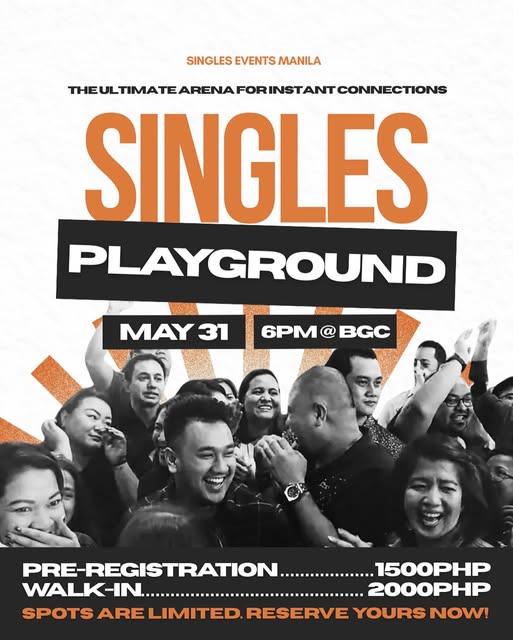 SINGLES EVENTS MANILA
THE ULTIMATE ARENA FOR INSTANT CONNECTIONS
SINGLES
PLAYGROUND
MAY 31 6PM @ BGC
PRE-REGISTRATION....................1500PHP
WALK-IN................................................ 2000PHP
SPOTS ARE LIMITED. RESERVE YOURS NOW!